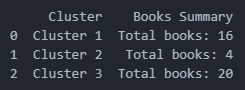 Cluster Books Summary
0 Cluster 1 Total books: 16
1 Cluster 2 Total books: 4
2 Cluster 3 Total books: 20